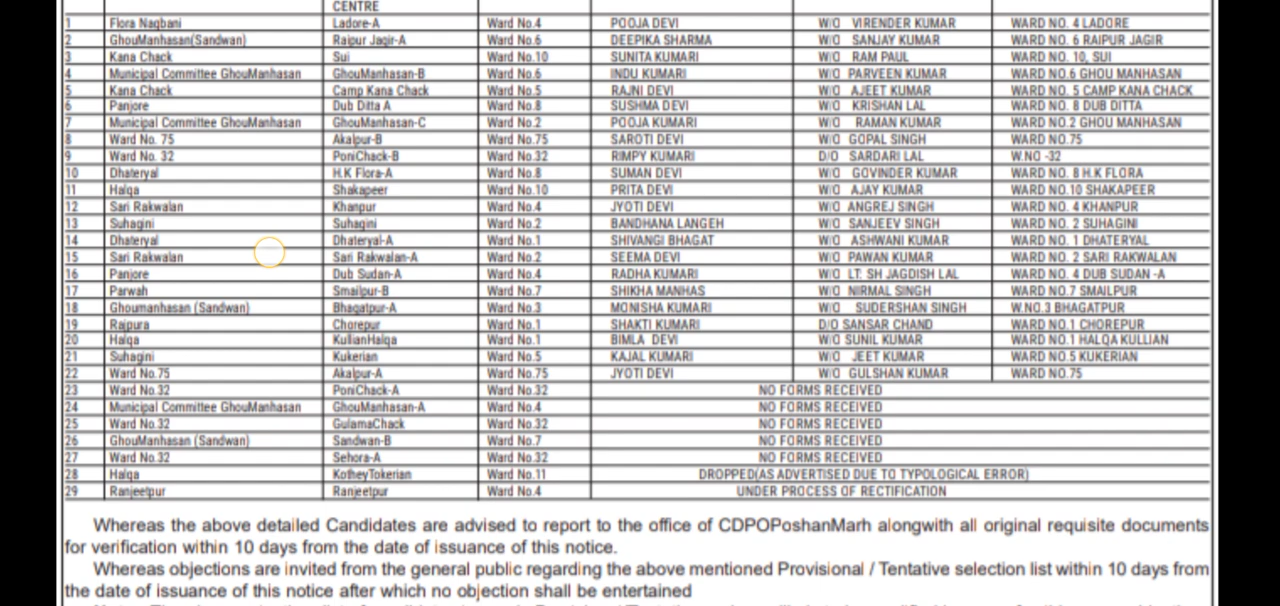 CENTRE
1 Flora Nagbani Ladore-A Ward No.4 POOJA DEVI W/O VIRENDER KUMAR WARD NO. 4 LADORE
2 GhouManhasan(Sandwan) Raipur Jagir-A Ward No.6 DEEPIKA SHARMA W/O SANJAY KUMAR WARD NO. 6 RAIPUR JAGIR
3 Kana Chack Sui Ward No.10 SUNITA KUMARI W/O RAM PAUL WARD NO. 10, SUI
4 Municipal Committee GhouManhasan GhouManhasan-B Ward No.6 INDU KUMARI W/O PARVEEN KUMAR WARD NO.6 GHOU MANHASAN
5 Kana Chack Camp Kana Chack Ward No.5 RAJNI DEVI W/O AJEET KUMAR WARD NO. 5 CAMP KANA CHACK
6 Panjore Dub Ditta A Ward No.8 SUSHMA DEVI W/O KRISHAN LAL WARD NO. 8 DUB DITTA
7 Municipal Committee GhouManhasan GhouManhasan-C Ward No.2 POOJA KUMARI W/O RAMAN KUMAR WARD NO.2 GHOU MANHASAN
8 Ward No. 75 Akalpur-B Ward No.75 SAROTI DEVI W/O GOPAL SINGH WARD NO.75
9 Ward No. 32 PoniChack-B Ward No.32 RIMPY KUMARI D/O SARDARI LAL W.NO -32
10 Dhateryal H.K Flora-A Ward No.8 SUMAN DEVI W/O GOVINDER KUMAR WARD NO. 8 H.K FLORA
11 Halqa Shakapeer Ward No.10 PRITA DEVI W/O AJAY KUMAR WARD NO.10 SHAKAPEER
12 Sari Rakwalan Khanpur Ward No.4 JYOTI DEVI W/O ANGREJ SINGH WARD NO. 4 KHANPUR
13 Suhagini Suhagini Ward No.2 BANDHANA LANGEH W/O SANJEEV SINGH WARD NO. 2 SUHAGINI
14 Dhateryal Dhateryal-A Ward No.1 SHIVANGI BHAGAT W/O ASHWANI KUMAR WARD NO. 1 DHATERYAL
15 Sari Rakwalan Sari Rakwalan-A Ward No.2 SEEMA DEVI W/O PAWAN KUMAR WARD NO. 2 SARI RAKWALAN
16 Panjore Dub Sudan-A Ward No.4 RADHA KUMARI W/O LT. SH JAGDISH LAL WARD NO. 4 DUB SUDAN -A
17 Parwah Smailpur-B Ward No.7 SHIKHA MANHAS W/O NIRMAL SINGH WARD NO.7 SMAILPUR
18 Ghoumanhasan (Sandwan) Bhagatpur-A Ward No.3 MONISHA KUMARI W/O SUDERSHAN SINGH W.NO.3 BHAGATPUR
19 Rajpura Chorepur Ward No.1 SHAKTI KUMARI D/O SANSAR CHAND WARD NO.1 CHOREPUR
20 Halqa KullianHalqa Ward No.1 BIMLA DEVI W/O SUNIL KUMAR WARD NO.1 HALQA KULLIAN
21 Suhagini Kukerian Ward No.5 KAJAL KUMARI W/O JEET KUMAR WARD NO.5 KUKERIAN
22 Ward No.75 Akalpur-A Ward No.75 JYOTI DEVI W/O GULSHAN KUMAR WARD NO.75
23 Ward No.32 PoniChack-A Ward No.32 NO FORMS RECEIVED
24 Municipal Committee GhouManhasan GhouManhasan-A Ward No.4 NO FORMS RECEIVED
25 Ward No.32 GulamaChack Ward No.32 NO FORMS RECEIVED
26 GhouManhasan (Sandwan) Sandwan-B Ward No.7 NO FORMS RECEIVED
27 Ward No.32 Sehora-A Ward No.32 NO FORMS RECEIVED
28 Halqa KotheyTokerian Ward No.11 DROPPED(AS ADVERTISED DUE TO TYPOLOGICAL ERROR)
29 Ranjeetpur Ranjeetpur Ward No.4 UNDER PROCESS OF RECTIFICATION
Whereas the above detailed Candidates are advised to report to the office of CDPOPoshanMarh alongwith all original requisite documents
for verification within 10 days from the date of issuance of this notice.
Whereas objections are invited from the general public regarding the above mentioned Provisional / Tentative selection list within 10 days from
the date of issuance of this notice after which no objection shall be entertained